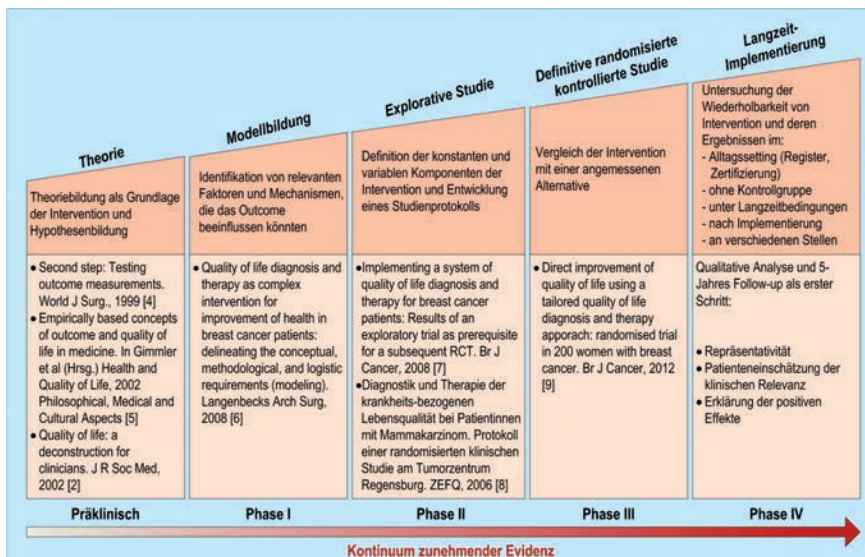 Theorie
Theoriebildung als Grundlage
der Intervention und
Hypothesenbildung
● Second step: Testing
outcome measurements.
World J Surg., 1999 [4]
● Empirically based concepts
of outcome and quality of
life in medicine. In Gimmler
et al (Hrsg.) Health and
Quality of Life, 2002
Philosophical, Medical and
Cultural Aspects [5]
● Quality of life: a
deconstruction for
clinicians. J R Soc Med,
2002 [2]
Präklinisch
Modellbildung
Identifikation von relevanten
Faktoren und Mechanismen,
die das Outcome
beeinflussen könnten
● Quality of life diagnosis and
therapy as complex
intervention for
improvement of health in
breast cancer patients:
delineating the conceptual,
methodological, and logistic
requirements (modeling).
Langenbecks Arch Surg,
2008 [6]
Phase I
Explorative Studie
Definition der konstanten und
variablen Komponenten der
Intervention und Entwicklung
eines Studienprotokolls
● Implementing a system of
quality of life diagnosis and
therapy for breast cancer
patients: Results of an
exploratory trial as prerequisite
for a subsequent RCT. Br J
Cancer, 2008 [7]
● Diagnostik und Therapie der
krankheits-bezogenen
Lebensqualität bei Patientinnen
mit Mammakarzinom. Protokoll
einer randomisierten klinischen
Studie am Tumorzentrum
Regensburg. ZEFQ, 2006 [8]
Phase II
Definitive randomisierte
kontrollierte Studie
Vergleich der Intervention
mit einer angemessenen
Alternative
● Direct improvement of
quality of life using a
tailored quality of life
diagnosis and therapy
apporach: randomised trial
in 200 women with breast
cancer. Br J Cancer, 2012
[9]
Phase III
Langzeit-
Implementierung
Untersuchung der
Wiederholbarkeit von
Intervention und deren
Ergebnissen im:
- Alltagssetting (Register,
Zertifizierung)
- ohne Kontrollgruppe
- unter Langzeitbedingungen
- nach Implementierung
- an verschiedenen Stellen
Qualitative Analyse und 5-
Jahres Follow-up als erster
Schritt:
● Repräsentativität
● Patienteneinschätzung der
klinischen Relevanz
● Erklärung der positiven
Effekte
Phase IV
Kontinuum zunehmender Evidenz